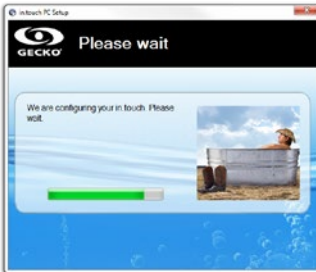 in.touch PC Setup
GECKO
Please wait
We are configuring your in.touch. Please
wait.